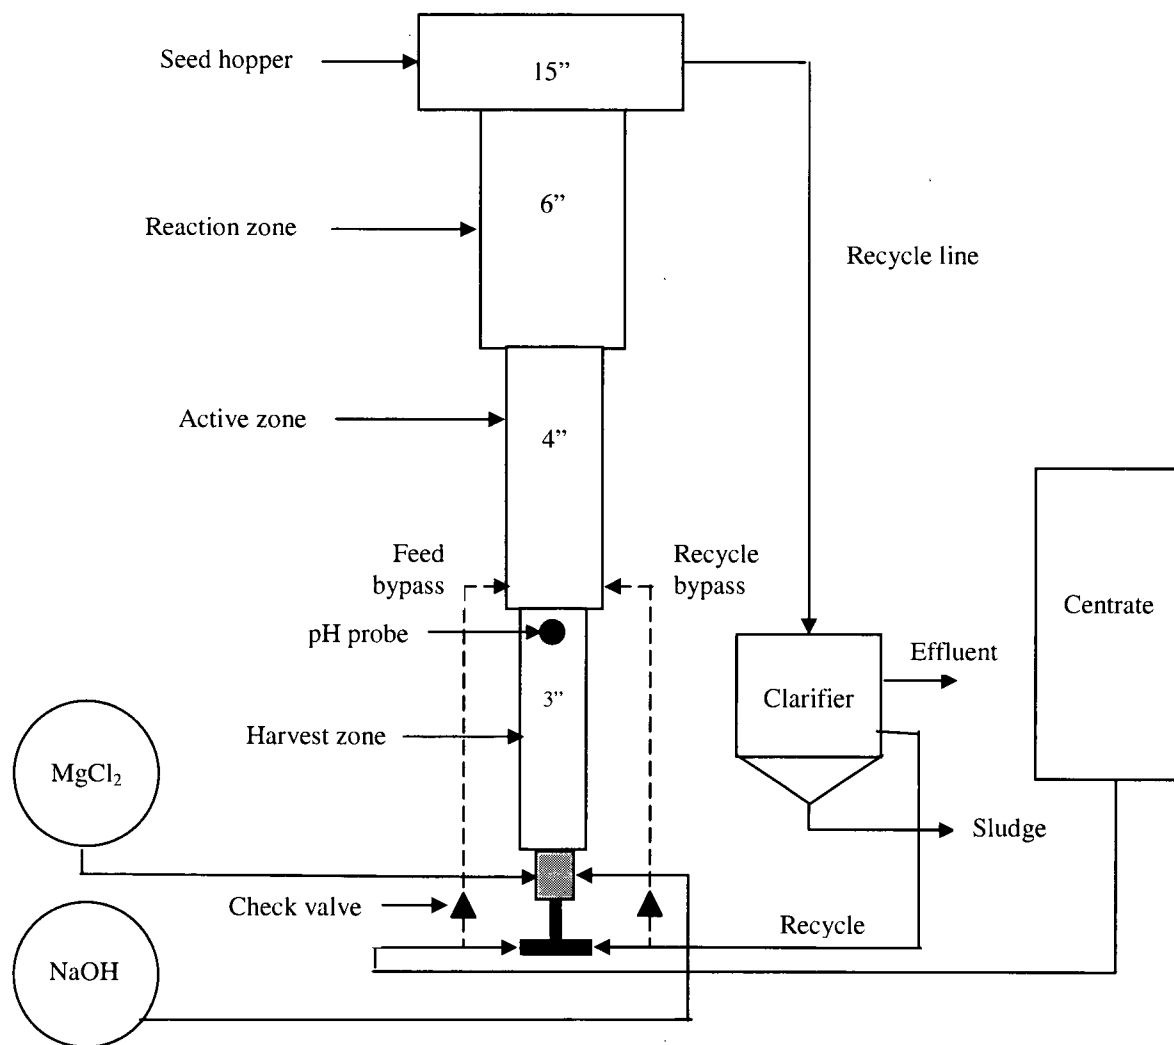 Seed hopper
15”
6”
Reaction zone
Recycle line
Active zone
4”
Feed
bypass
Recycle
bypass
pH probe
Centrate
Effluent
3”
Clarifier
Harvest zone
MgCl₂
Sludge
Check valve
Recycle
NaOH